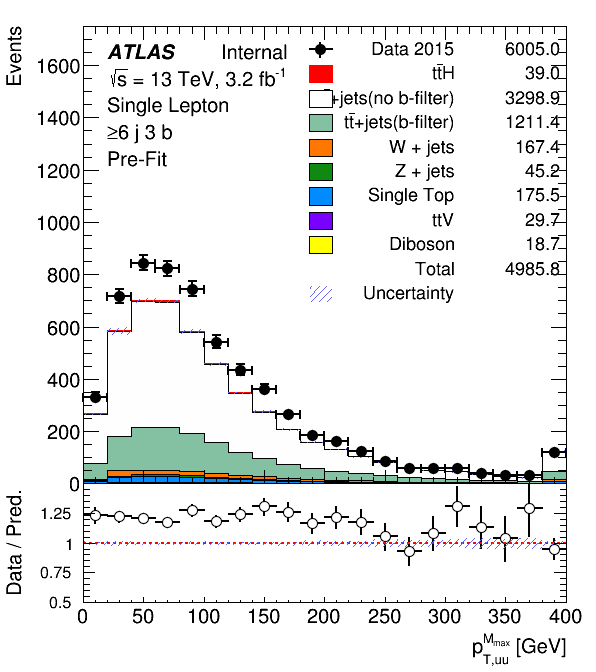 Events
ATLAS Internal
√s = 13 TeV, 3.2 fb⁻¹
Single Lepton
≥6 j 3 b
Pre-Fit
Data 2015 6005.0
tt̄H 39.0
+jets(no b-filter) 3298.9
tt̄+jets(b-filter) 1211.4
W + jets 167.4
Z + jets 45.2
Single Top 175.5
ttV 29.7
Diboson 18.7
Total 4985.8
Uncertainty
1600
1400
1200
1000
800
600
400
200
0
Data / Pred.
1.25
1
0.75
0.5
0 50 100 150 200 250 300 350 400
p_{T,uu}^{M_{max}} [GeV]